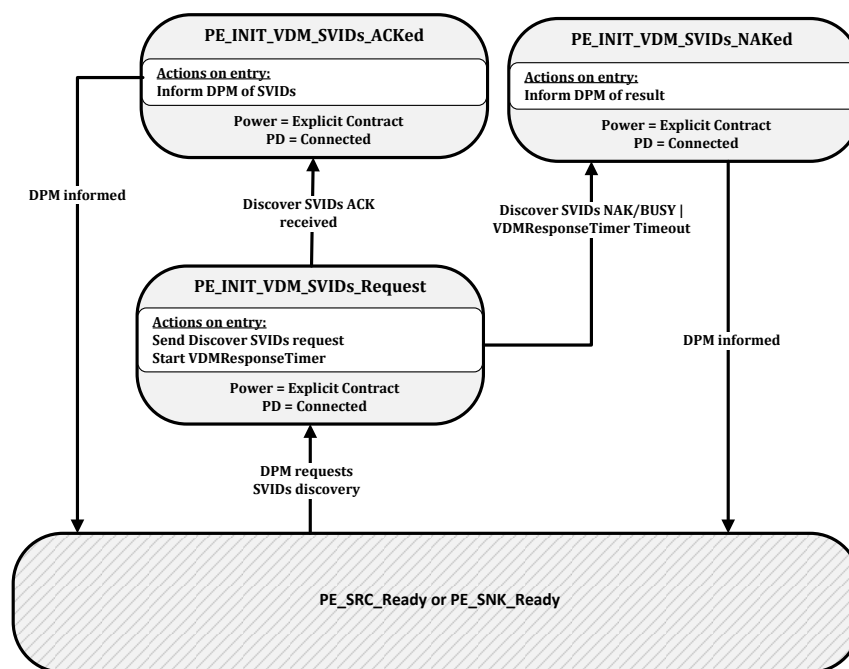 PE_INIT_VDM_SVIDs_ACKed
Actions on entry:
Inform DPM of SVIDs
Power = Explicit Contract
PD = Connected
PE_INIT_VDM_SVIDs_NAKed
Actions on entry:
Inform DPM of result
Power = Explicit Contract
PD = Connected
DPM informed
Discover SVIDs ACK
received
Discover SVIDs NAK/BUSY |
VDMResponseTimer Timeout
PE_INIT_VDM_SVIDs_Request
Actions on entry:
Send Discover SVIDs request
Start VDMResponseTimer
Power = Explicit Contract
PD = Connected
DPM informed
DPM requests
SVIDs discovery
PE_SRC_Ready or PE_SNK_Ready